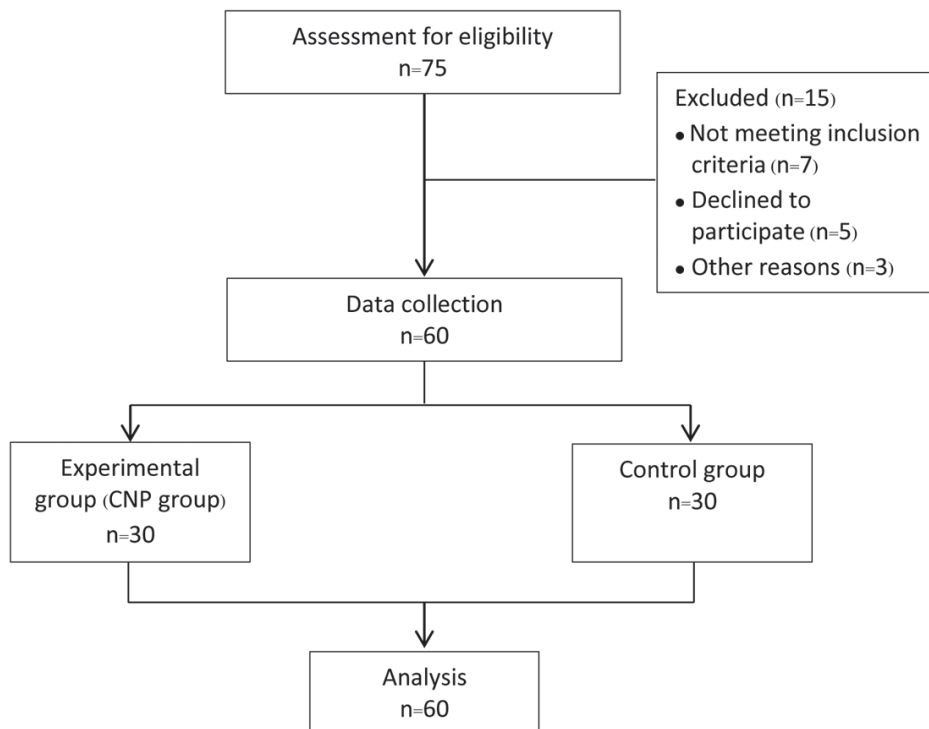 Assessment for eligibility
n=75
Excluded (n=15)
• Not meeting inclusion
criteria (n=7)
• Declined to
participate (n=5)
• Other reasons (n=3)
Data collection
n=60
Experimental
group (CNP group)
n=30
Control group
n=30
Analysis
n=60